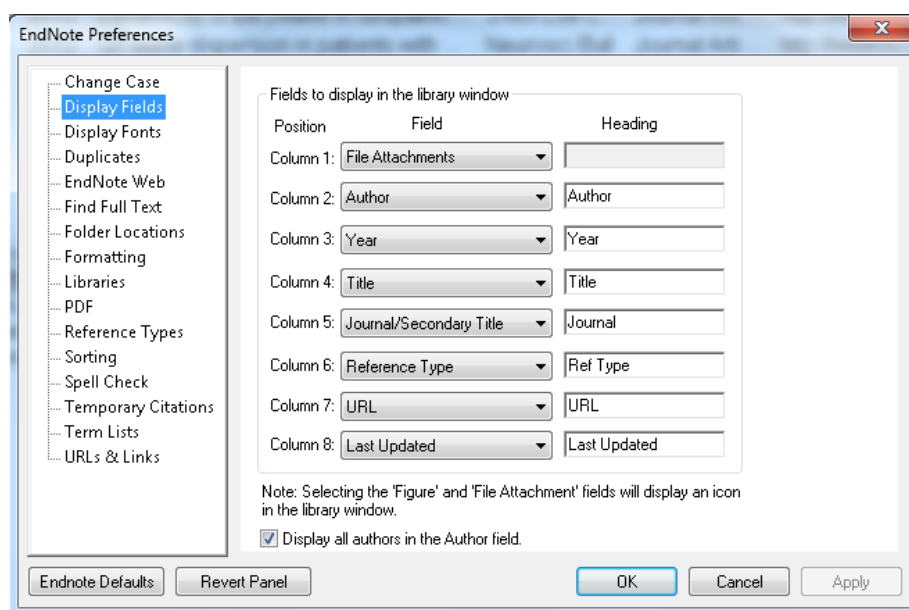 EndNote Preferences
Change Case
Display Fields
Display Fonts
Duplicates
EndNote Web
Find Full Text
Folder Locations
Formatting
Libraries
PDF
Reference Types
Sorting
Spell Check
Temporary Citations
Term Lists
URLs & Links
Fields to display in the library window
Position Field Heading
Column 1: File Attachments
Column 2: Author Author
Column 3: Year Year
Column 4: Title Title
Column 5: Journal/Secondary Title Journal
Column 6: Reference Type Ref Type
Column 7: URL URL
Column 8: Last Updated Last Updated
Note: Selecting the 'Figure' and 'File Attachment' fields will display an icon
in the library window.
Display all authors in the Author field.
Endnote Defaults Revert Panel OK Cancel Apply